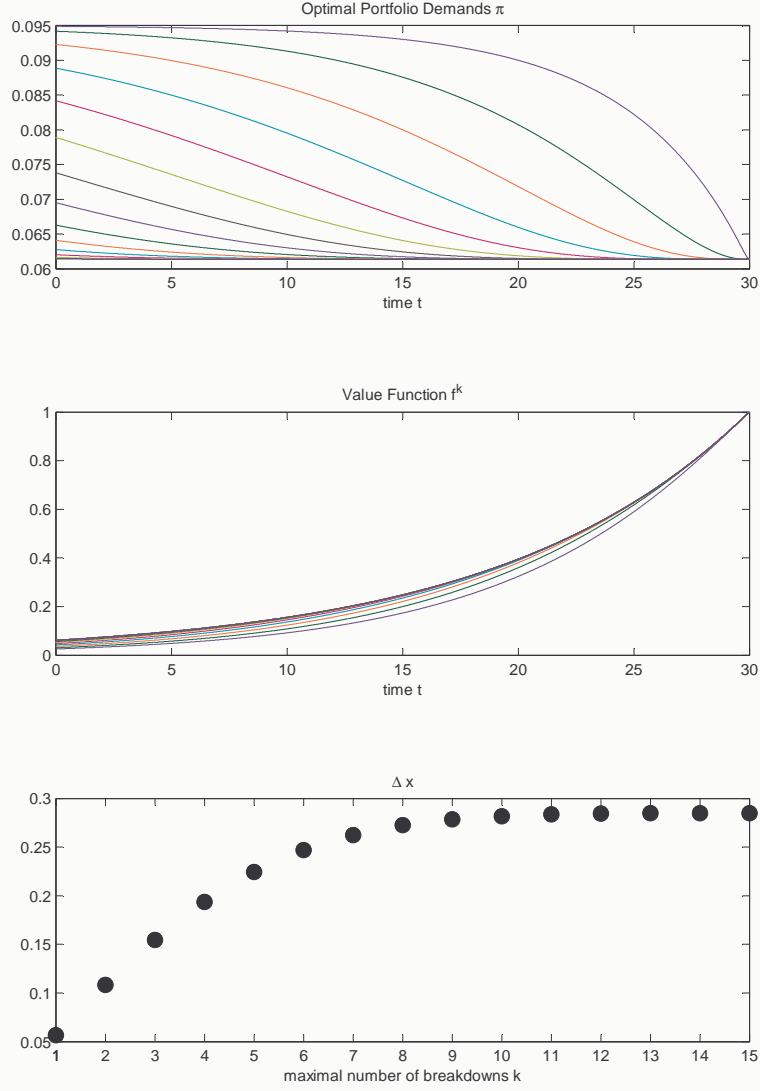 Optimal Portfolio Demands π
0.095
0.09
0.085
0.08
0.075
0.07
0.065
0.06
0 5 10 15 20 25 30
time t
Value Function f^k
1
0.8
0.6
0.4
0.2
0
0 5 10 15 20 25 30
time t
Δ x
0.3
0.25
0.2
0.15
0.1
0.05
1 2 3 4 5 6 7 8 9 10 11 12 13 14 15
maximal number of breakdowns k